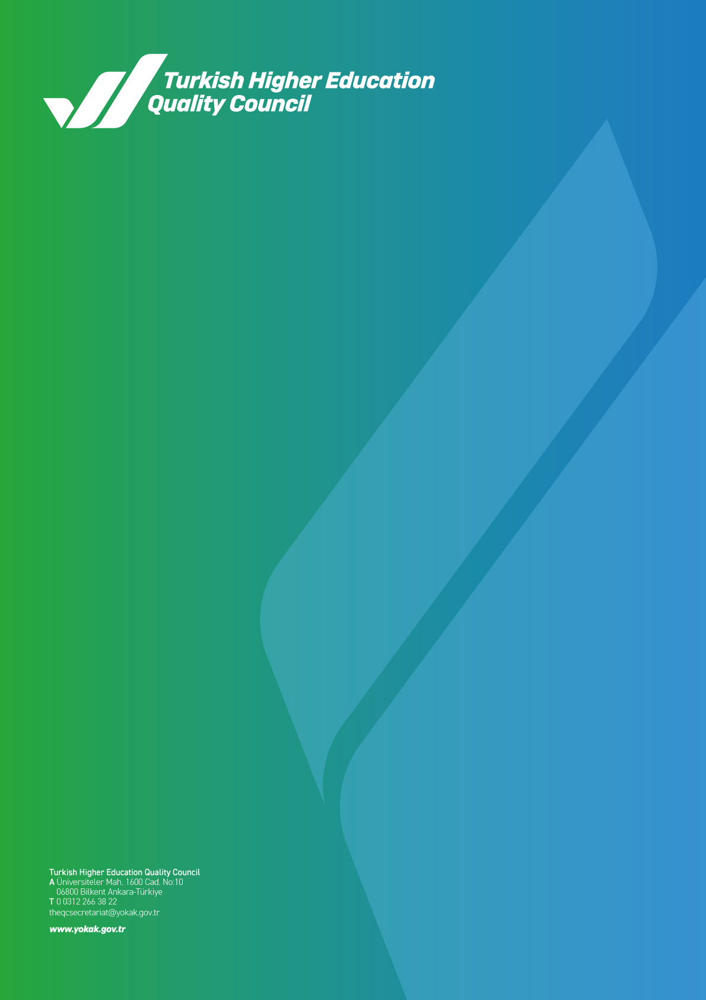 Turkish Higher Education
Quality Council
Turkish Higher Education Quality Council
A Üniversiteler Mah. 1600 Cad. No:10
06800 Bilkent Ankara-Türkiye
T 0 0312 266 38 22
theqcsecretariat@yokak.gov.tr
www.yokak.gov.tr